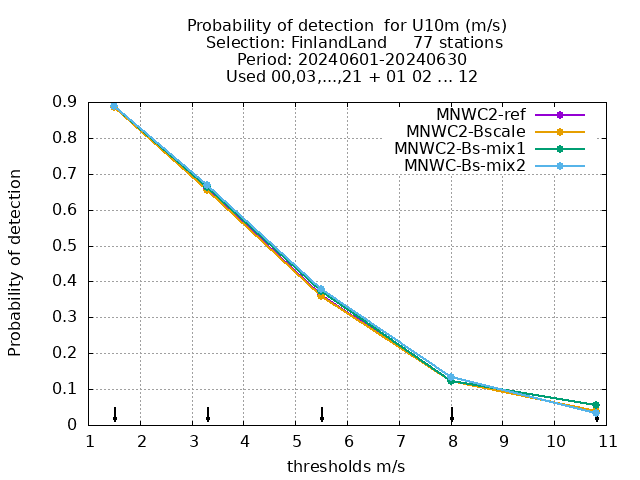 Probability of detection  for U10m (m/s)
Selection: FinlandLand     77 stations
Period: 20240601-20240630
Used 00,03,...,21 + 01 02 ... 12
MNWC2-ref
MNWC2-Bscale
MNWC2-Bs-mix1
MNWC-Bs-mix2
Probability of detection
0.9
0.8
0.7
0.6
0.5
0.4
0.3
0.2
0.1
0
1 2 3 4 5 6 7 8 9 10 11
thresholds m/s